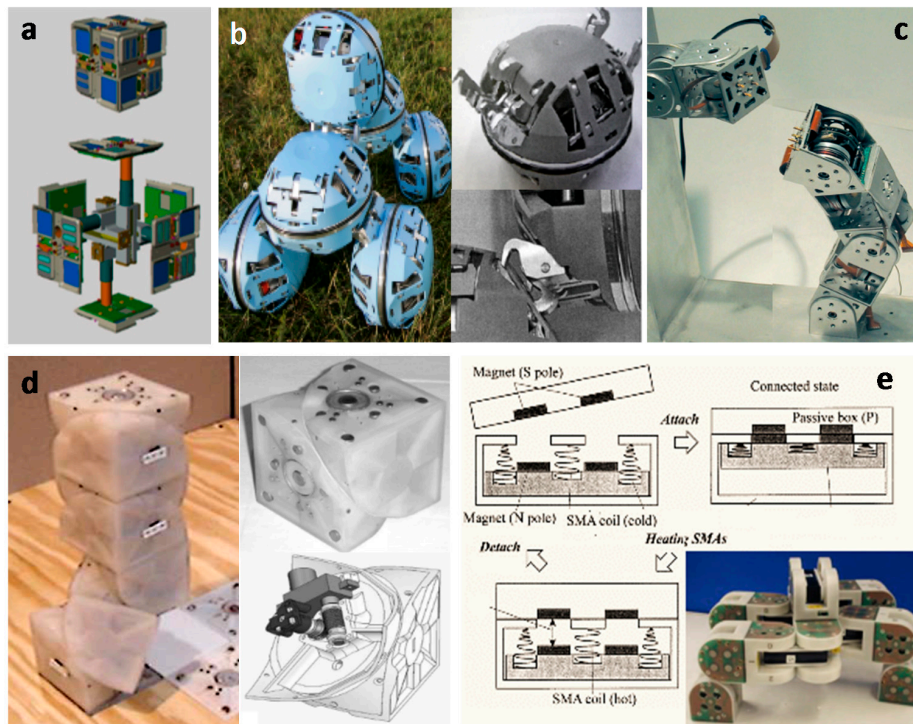 a
b
c
d
e
Magnet (S pole)
Attach
Connected state
Passive box (P)
Magnet (N pole)
SMA coil (cold)
Detach
Heating SMAs
SMA coil (hot)